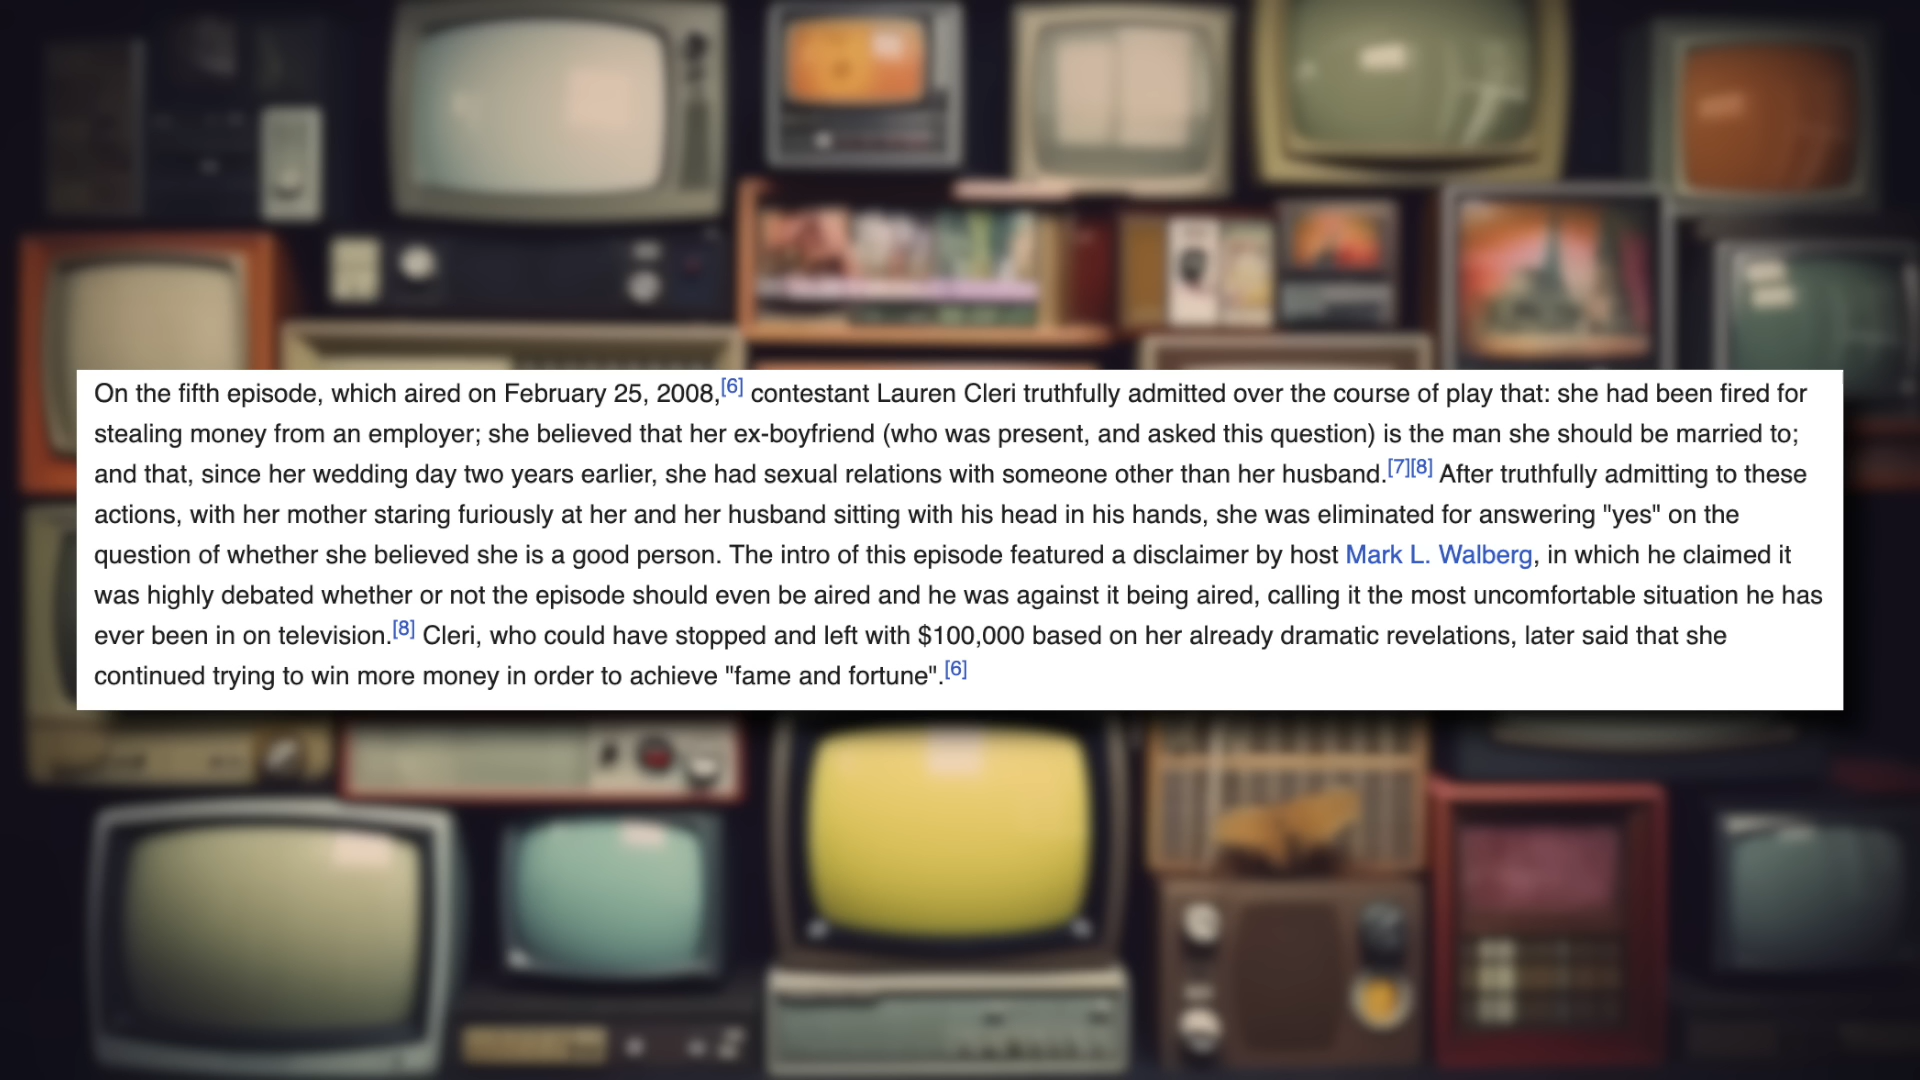 On the fifth episode, which aired on February 25, 2008,[6] contestant Lauren Cleri truthfully admitted over the course of play that: she had been fired for
stealing money from an employer; she believed that her ex-boyfriend (who was present, and asked this question) is the man she should be married to;
and that, since her wedding day two years earlier, she had sexual relations with someone other than her husband.[7][8] After truthfully admitting to these
actions, with her mother staring furiously at her and her husband sitting with his head in his hands, she was eliminated for answering "yes" on the
question of whether she believed she is a good person. The intro of this episode featured a disclaimer by host Mark L. Walberg, in which he claimed it
was highly debated whether or not the episode should even be aired and he was against it being aired, calling it the most uncomfortable situation he has
ever been in on television.[8] Cleri, who could have stopped and left with $100,000 based on her already dramatic revelations, later said that she
continued trying to win more money in order to achieve "fame and fortune".[6]